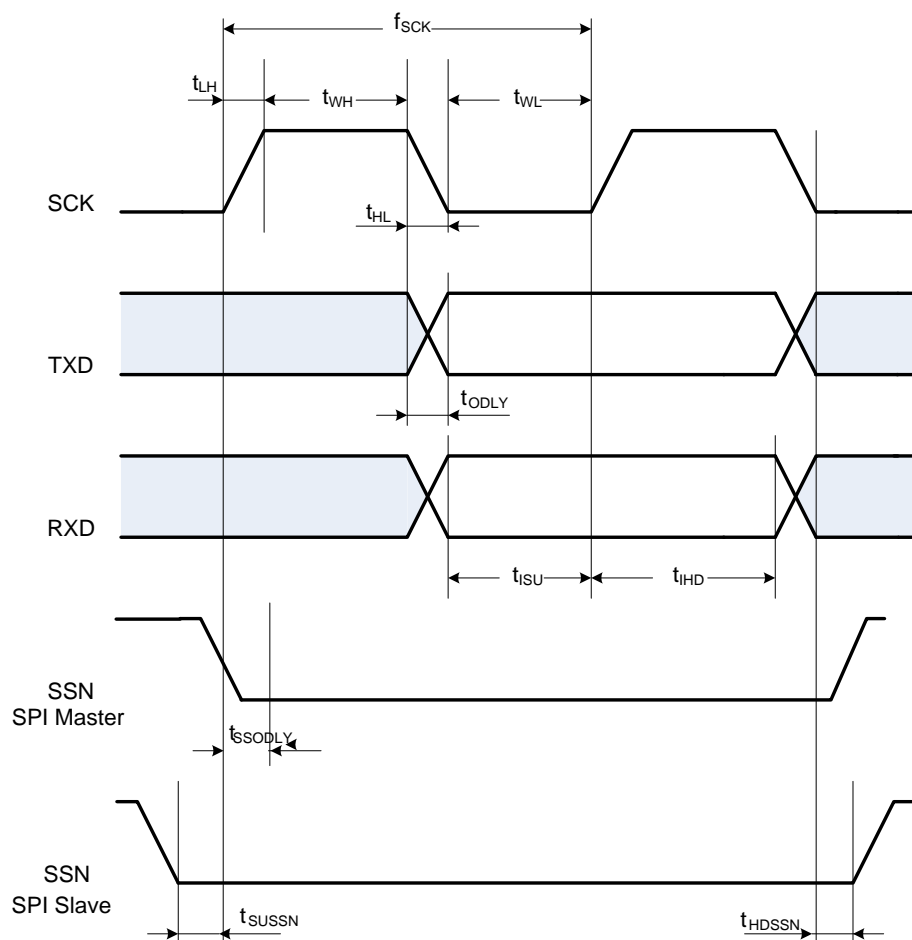 fSCK
tLH
tWH
tWL
SCK
tHL
TXD
tODLY
RXD
tISU
tIHD
SSN
SPI Master
tSSODLY
SSN
SPI Slave
tSUSSN
tHDSSN